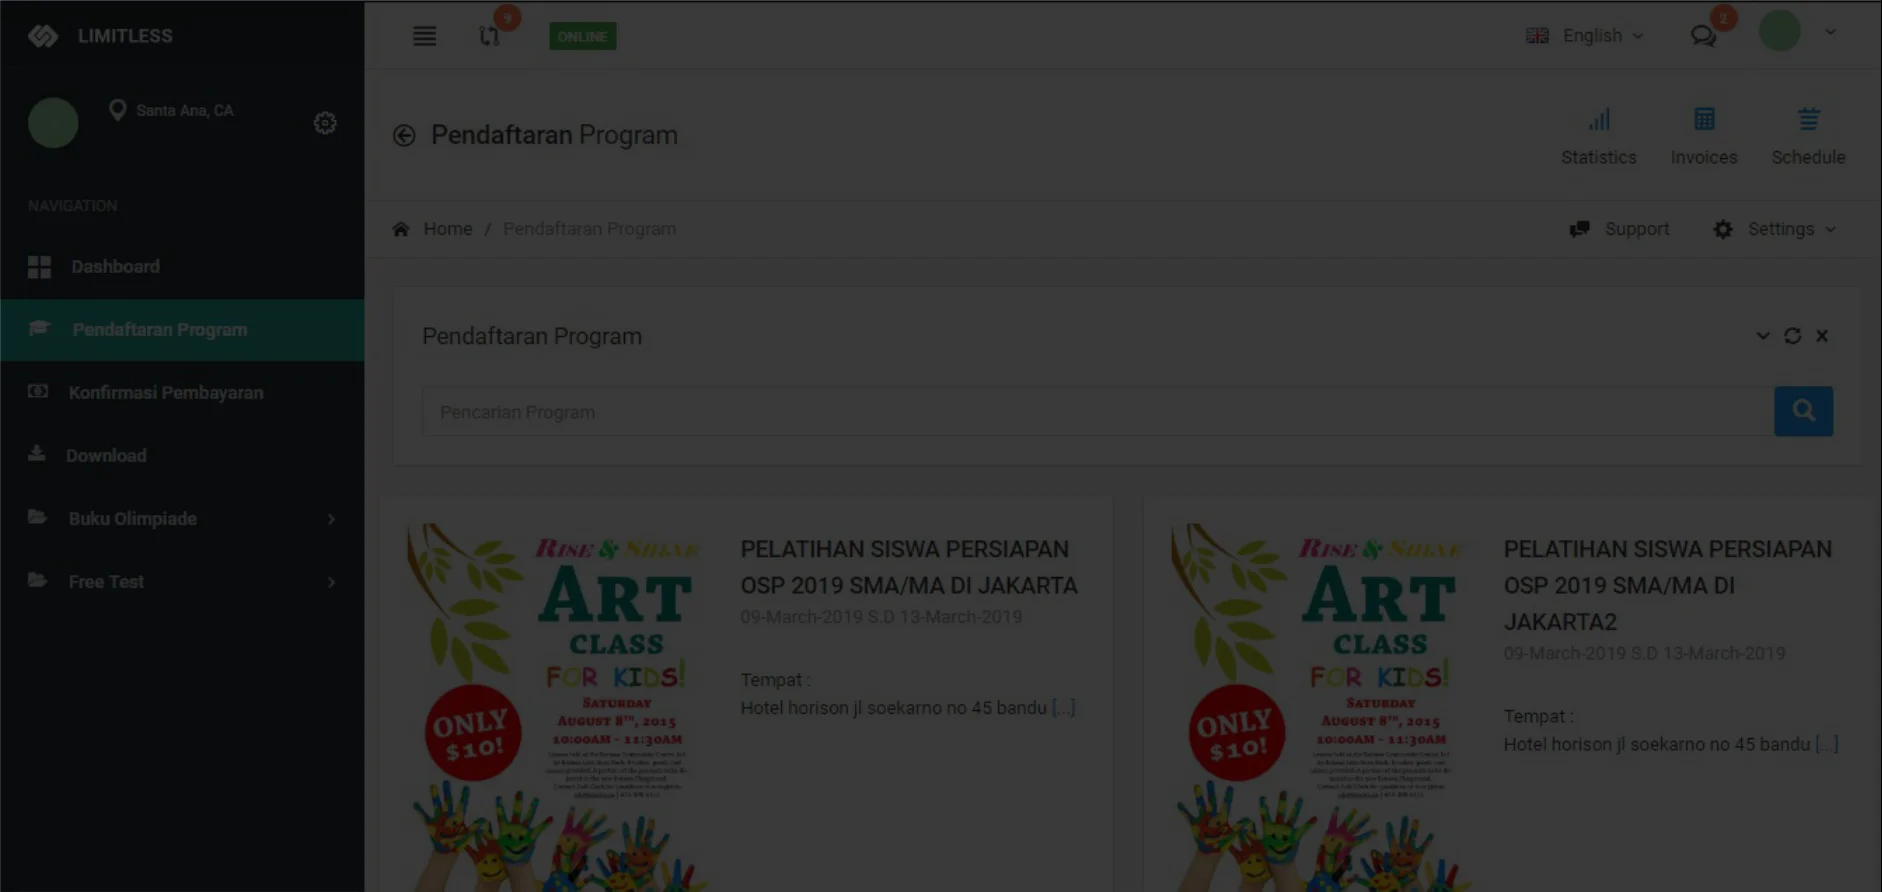 LIMITLESS
9
ONLINE
English
2
Santa Ana, CA
Pendaftaran Program
Statistics
Invoices
Schedule
NAVIGATION
Home / Pendaftaran Program
Support
Settings
Dashboard
Pendaftaran Program
Konfirmasi Pembayaran
Download
Buku Olimpiade
Free Test
Pendaftaran Program
Pencarian Program
RISE & SHINE
ART
CLASS
FOR KIDS!
SATURDAY
AUGUST 8TH, 2015
10:00AM - 11:30AM
ONLY
$10!
PELATIHAN SISWA PERSIAPAN
OSP 2019 SMA/MA DI JAKARTA
09-March-2019 S.D 13-March-2019
Tempat :
Hotel horison jl soekarno no 45 bandu [...]
RISE & SHINE
ART
CLASS
FOR KIDS!
SATURDAY
AUGUST 8TH, 2015
10:00AM - 11:30AM
ONLY
$10!
PELATIHAN SISWA PERSIAPAN
OSP 2019 SMA/MA DI
JAKARTA2
09-March-2019 S.D 13-March-2019
Tempat :
Hotel horison jl soekarno no 45 bandu [...]